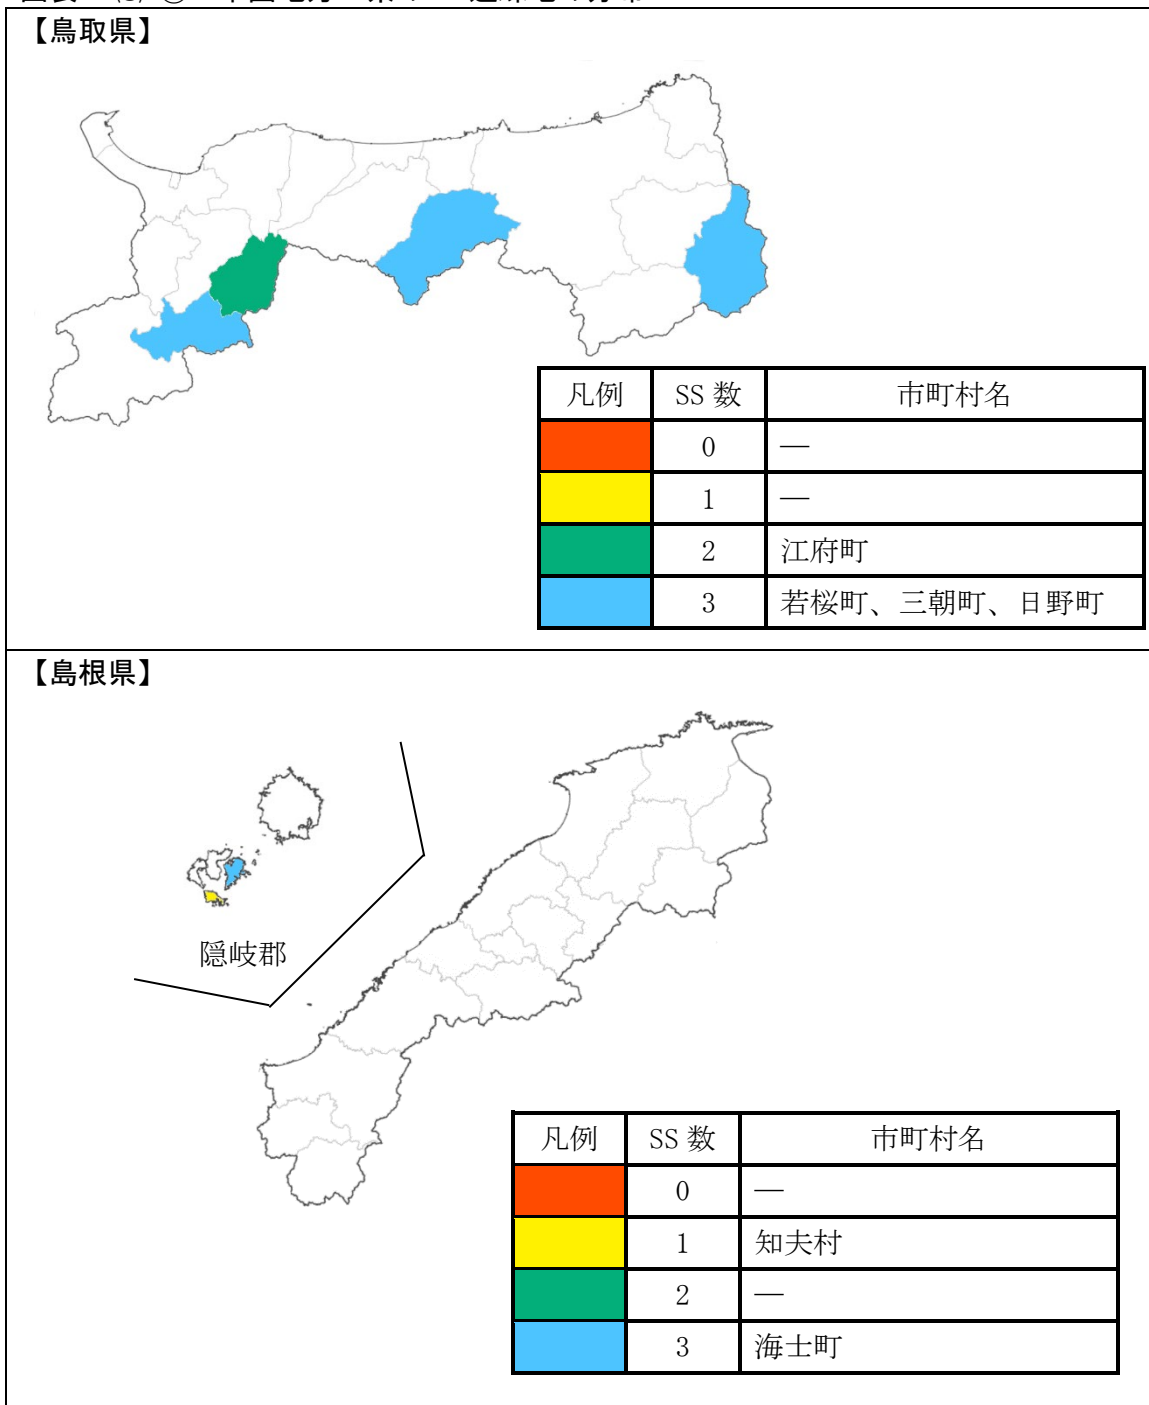 【鳥取県】
凡例 SS 数 市町村名
0 ―
1 ―
2 江府町
3 若桜町、三朝町、日野町
【島根県】
隠岐郡
凡例 SS 数 市町村名
0 ―
1 知夫村
2 ―
3 海士町